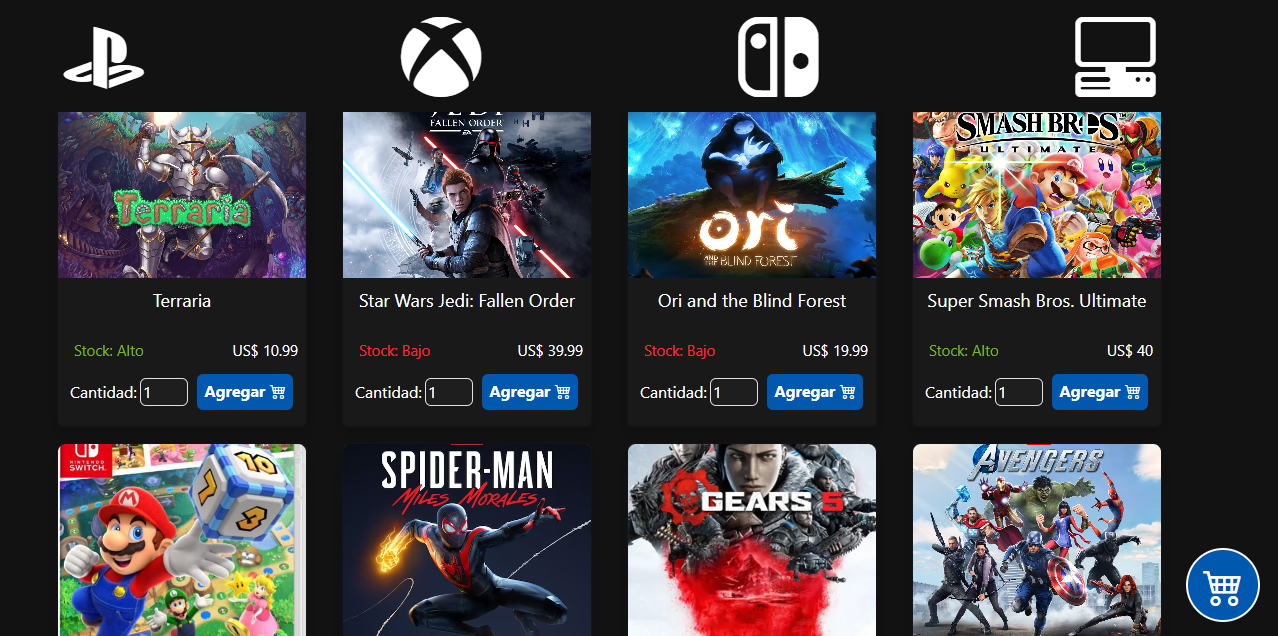 JEDI
FALLEN ORDER
Terraria
ori
AND THE BLIND FOREST
SMASH BROS.
ULTIMATE
Terraria
Star Wars Jedi: Fallen Order
Ori and the Blind Forest
Super Smash Bros. Ultimate
Stock: Alto
US$ 10.99
Stock: Bajo
US$ 39.99
Stock: Bajo
US$ 19.99
Stock: Alto
US$ 40
Cantidad: 1
Agregar
Cantidad: 1
Agregar
Cantidad: 1
Agregar
Cantidad: 1
Agregar
NINTENDO
SWITCH
10
7
3
M
SPIDER-MAN
MILES MORALES
GEARS 5
AVENGERS